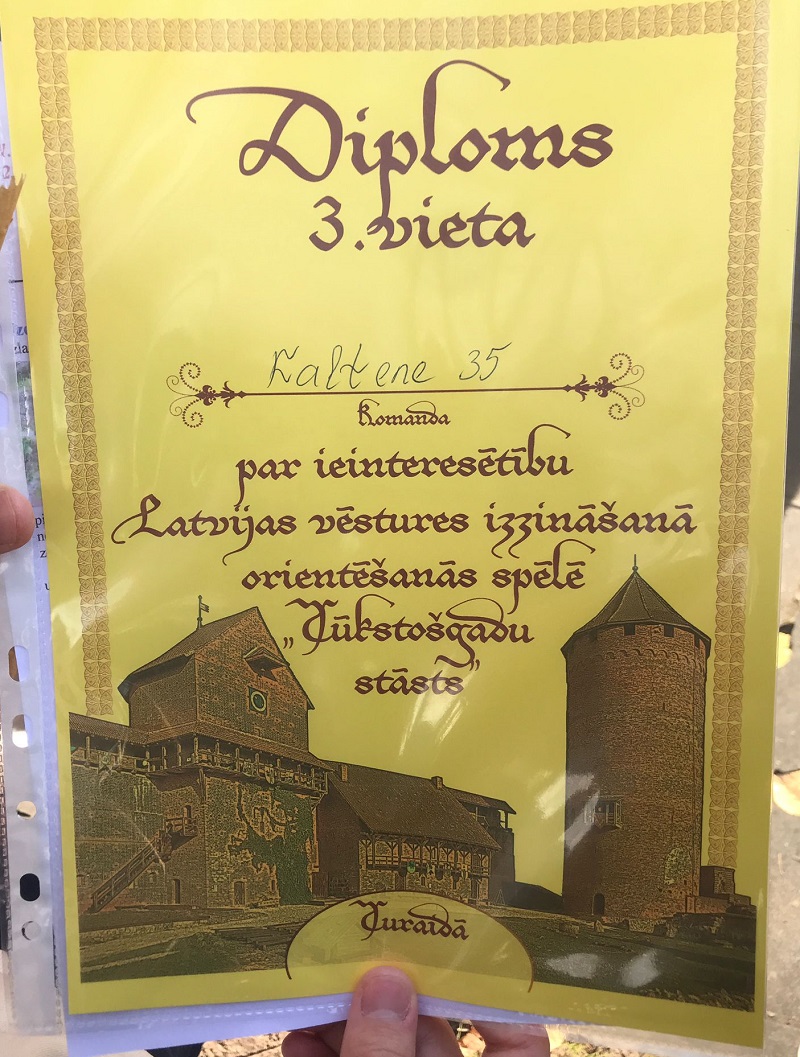 Diploms
3. vieta
Kaltene 35
Komanda
par ieinteresētību
Latvijas vēstures izzināšanā
orientēšanās spēlē
„Tūkstošgadu
stāsts”
Turaidā